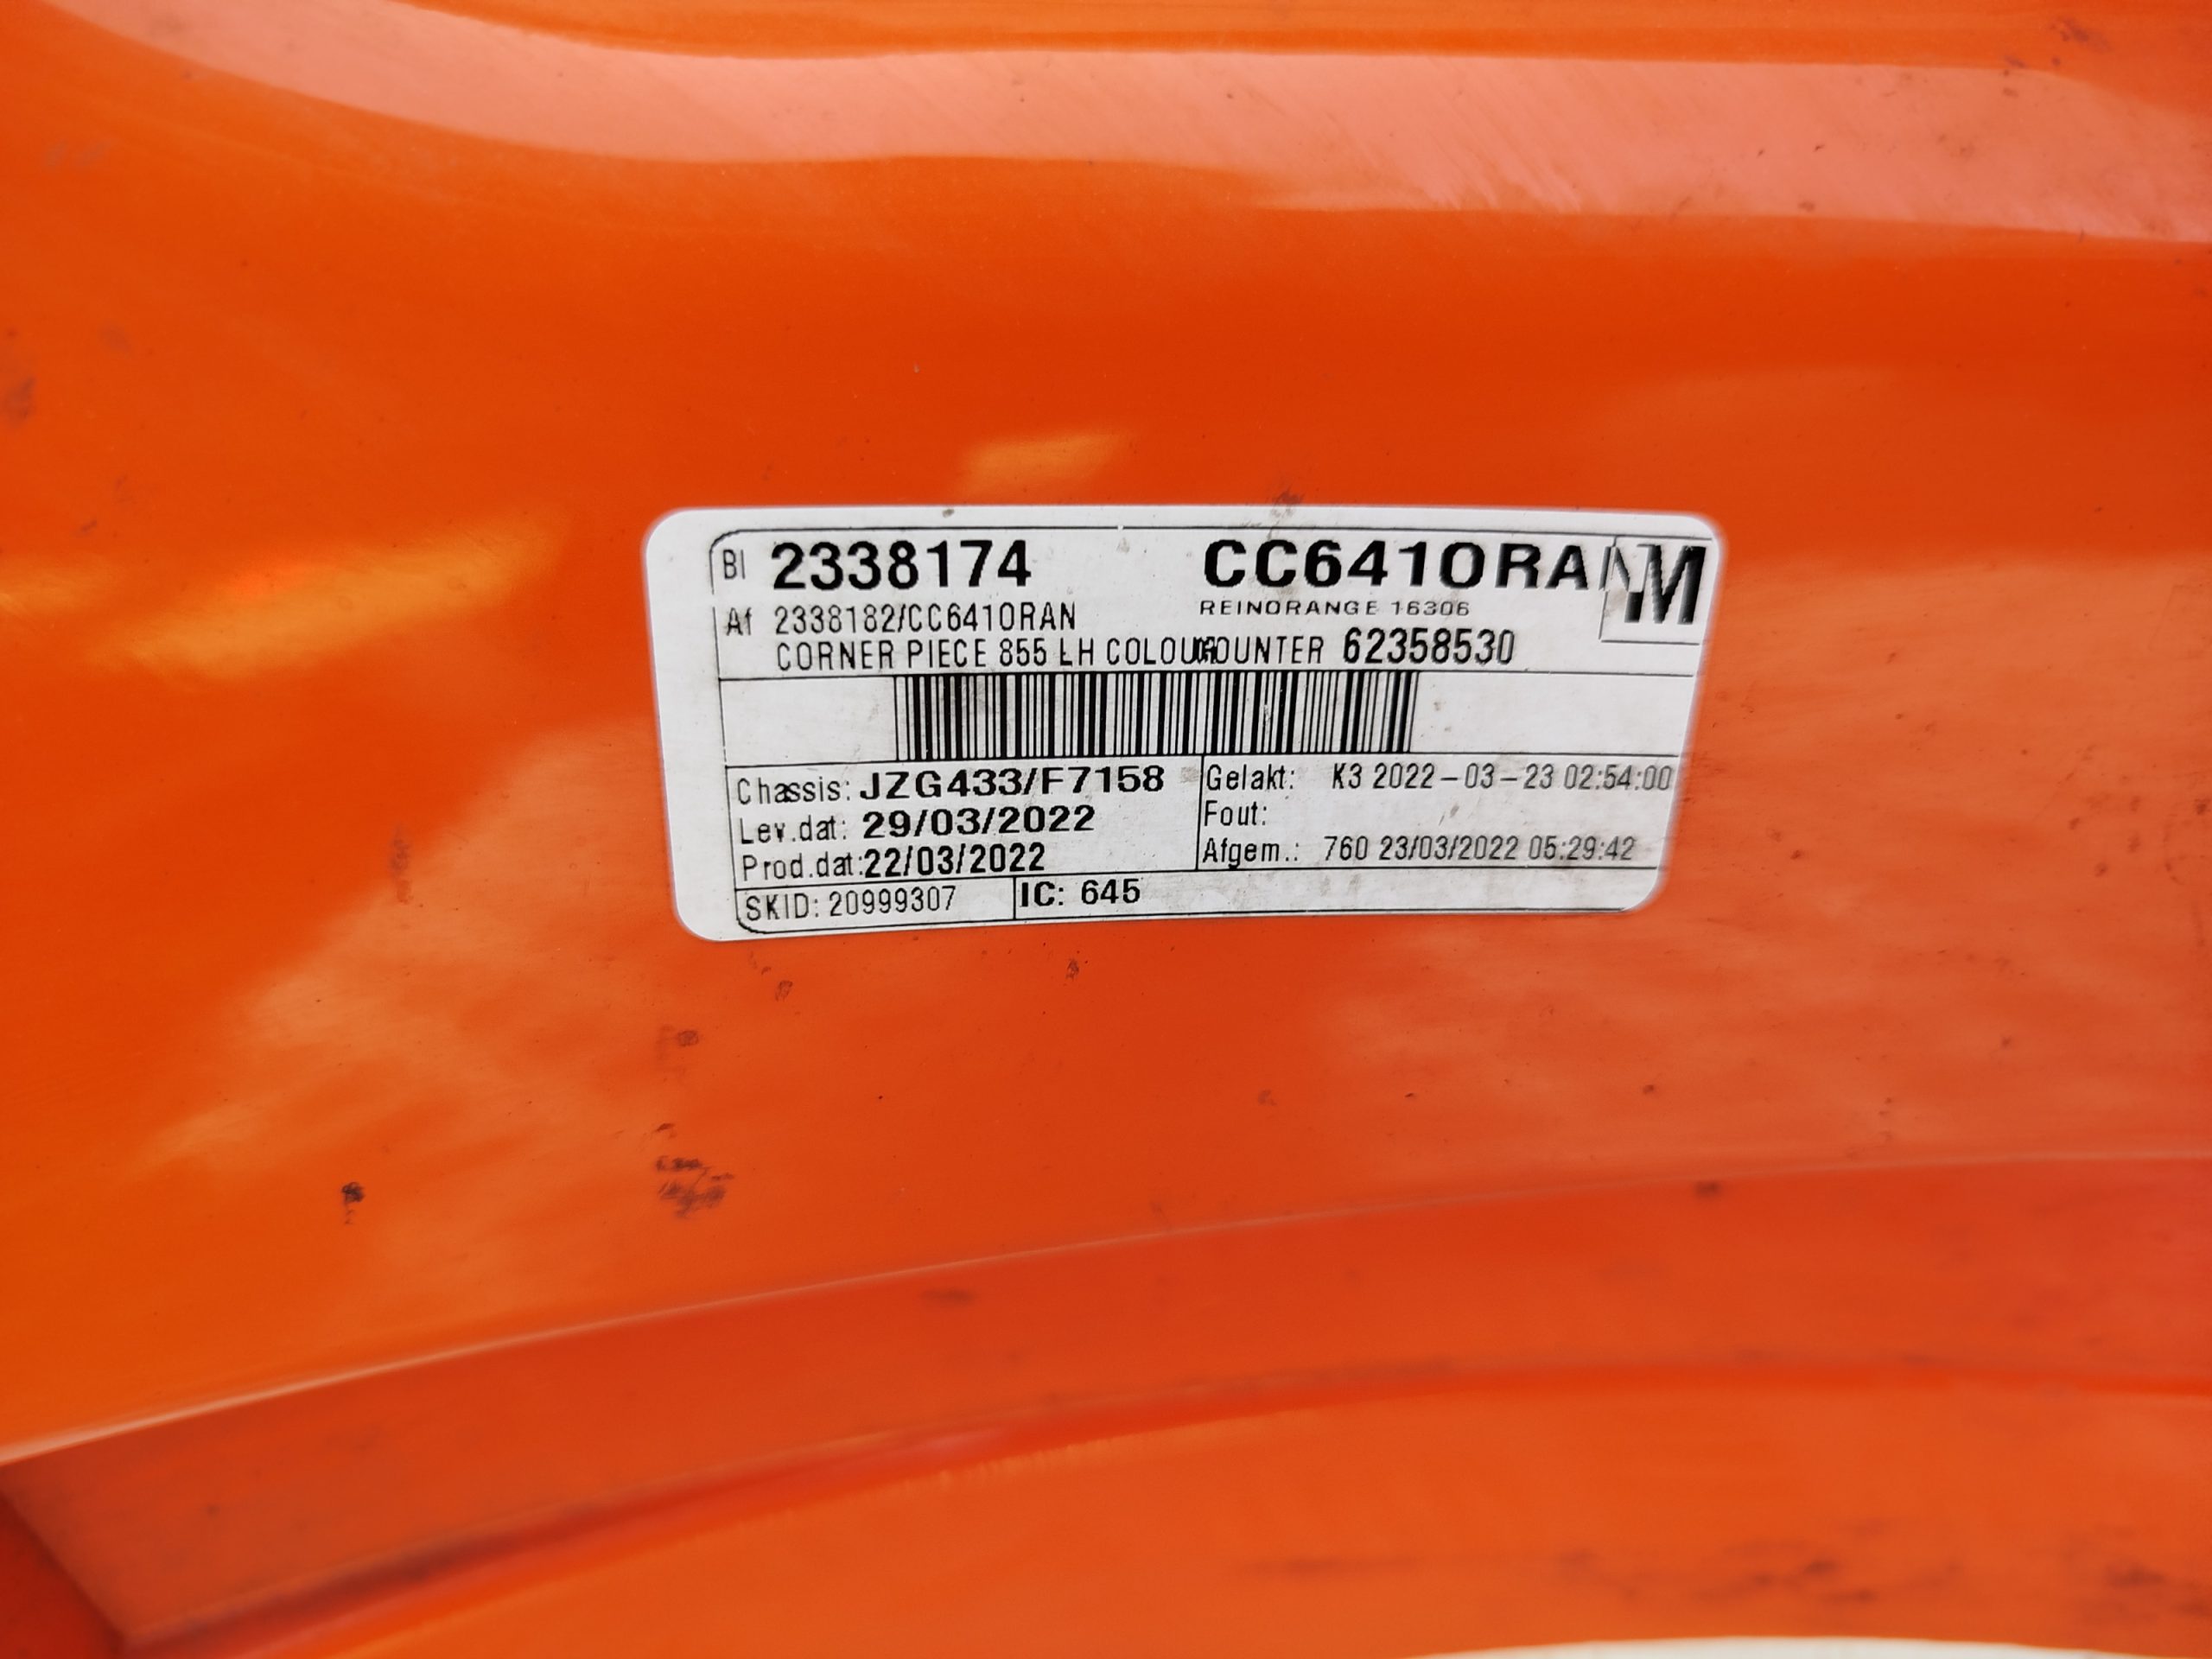 BI 2338174 CC6410RAN M
Af 2338182/CC6410RAN REINORANGE 16306
CORNER PIECE 855 LH COLOU COUNTER 62358530
Chassis: JZG433/F7158 Gelakt: K3 2022-03-23 02:54:00
Lev.dat: 29/03/2022 Fout:
Prod.dat:22/03/2022 Afgem.: 760 23/03/2022 05:29:42
SKID: 20999307 IC: 645